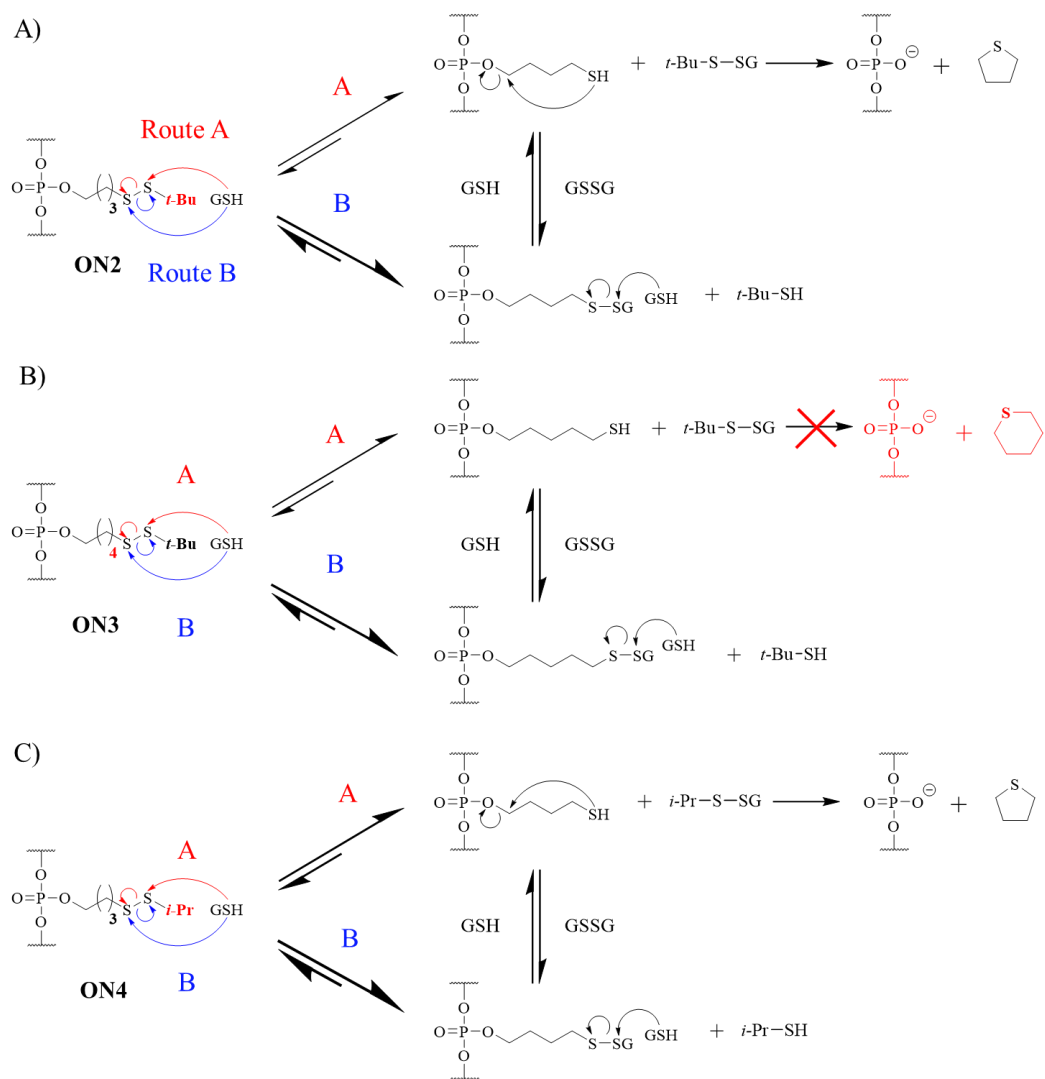 A)
O
O=P-O
O
SH
+ t-Bu-S-SG
O
O=P-O⊖
O
+
S
A
Route A
O
O=P-O
O
3
S
S
t-Bu
GSH
ON2
Route B
B
GSH
GSSG
O
O=P-O
O
S-SG
GSH
+ t-Bu-SH
B)
O
O=P-O
O
SH
+ t-Bu-S-SG
O
O=P-O⊖
O
+
S
A
A
O
O=P-O
O
4
S
S
t-Bu
GSH
ON3
B
B
GSH
GSSG
O
O=P-O
O
S-SG
GSH
+ t-Bu-SH
C)
O
O=P-O
O
SH
+ i-Pr-S-SG
O
O=P-O⊖
O
+
S
A
A
O
O=P-O
O
3
S
S
i-Pr
GSH
ON4
B
B
GSH
GSSG
O
O=P-O
O
S-SG
GSH
+ i-Pr-SH